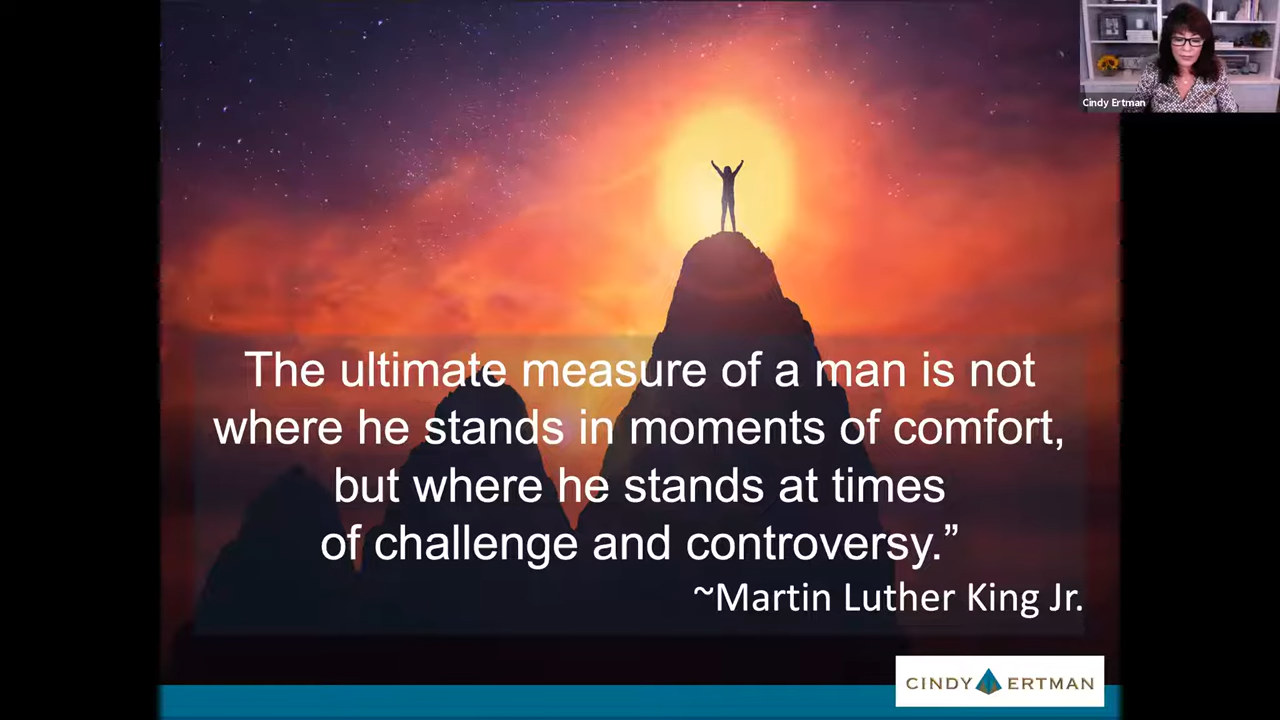 Cindy Ertman
The ultimate measure of a man is not
where he stands in moments of comfort,
but where he stands at times
of challenge and controversy.”
~Martin Luther King Jr.
CINDY ERTMAN